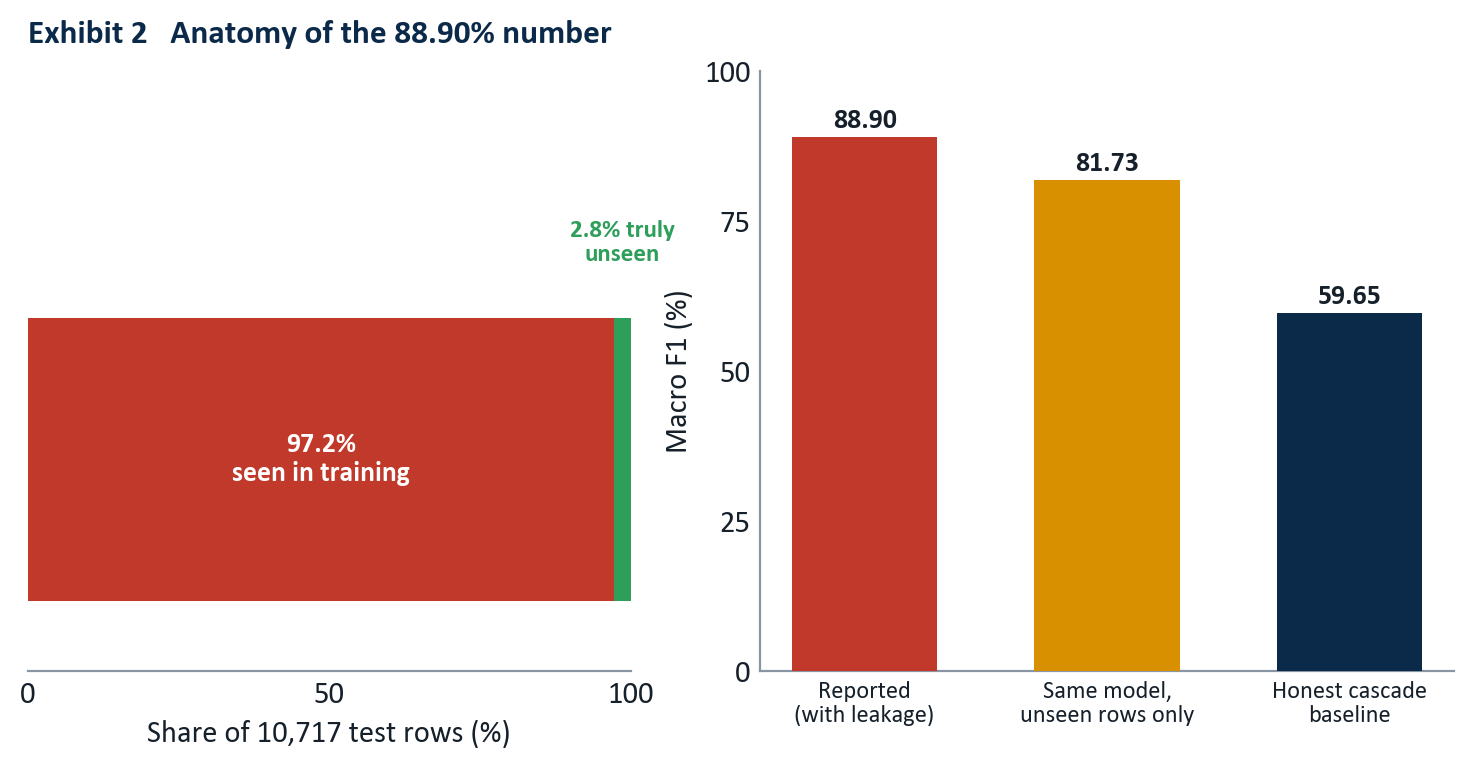 Exhibit 2   Anatomy of the 88.90% number
2.8% truly
unseen
97.2%
seen in training
0
50
100
Share of 10,717 test rows (%)
Macro F1 (%)
100
75
50
25
0
88.90
81.73
59.65
Reported
(with leakage)
Same model,
unseen rows only
Honest cascade
baseline